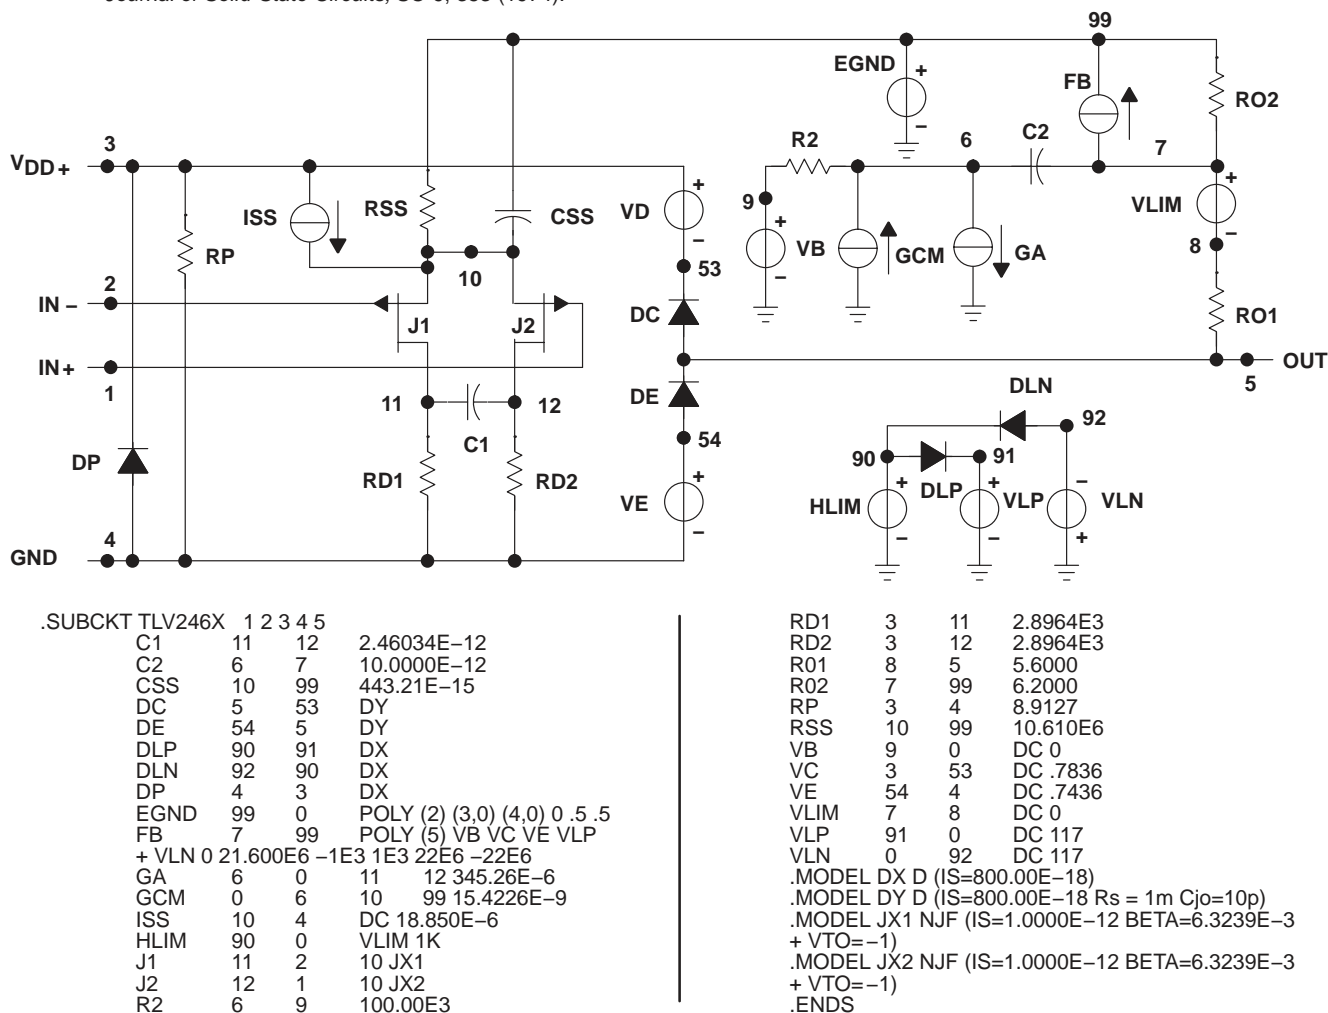 Journal of Solid-State Circuits, SC-9, 353 (1974).
99
EGND
+
−
FB
RO2
3
VDD+
R2
6
C2
7
ISS
RSS
CSS
VD
+
−
9
+
VB
−
GCM
GA
VLIM
+
−
8
RP
10
53
2
IN −
J1
J2
DC
RO1
IN+
1
OUT
5
DE
DLN
11
12
C1
54
92
90
91
DP
RD1
RD2
VE
+
−
HLIM
+
−
DLP
+
VLP
−
−
VLN
+
GND
4
.SUBCKT TLV246X 1 2 3 4 5
C1 11 12 2.46034E−12
C2 6 7 10.0000E−12
CSS 10 99 443.21E−15
DC 5 53 DY
DE 54 5 DY
DLP 90 91 DX
DLN 92 90 DX
DP 4 3 DX
EGND 99 0 POLY (2) (3,0) (4,0) 0 .5 .5
FB 7 99 POLY (5) VB VC VE VLP
+ VLN 0 21.600E6 −1E3 1E3 22E6 −22E6
GA 6 0 11 12 345.26E−6
GCM 0 6 10 99 15.4226E−9
ISS 10 4 DC 18.850E−6
HLIM 90 0 VLIM 1K
J1 11 2 10 JX1
J2 12 1 10 JX2
R2 6 9 100.00E3
RD1 3 11 2.8964E3
RD2 3 12 2.8964E3
R01 8 5 5.6000
R02 7 99 6.2000
RP 3 4 8.9127
RSS 10 99 10.610E6
VB 9 0 DC 0
VC 3 53 DC .7836
VE 54 4 DC .7436
VLIM 7 8 DC 0
VLP 91 0 DC 117
VLN 0 92 DC 117
.MODEL DX D (IS=800.00E−18)
.MODEL DY D (IS=800.00E−18 Rs = 1m Cjo=10p)
.MODEL JX1 NJF (IS=1.0000E−12 BETA=6.3239E−3
+ VTO=−1)
.MODEL JX2 NJF (IS=1.0000E−12 BETA=6.3239E−3
+ VTO=−1)
.ENDS